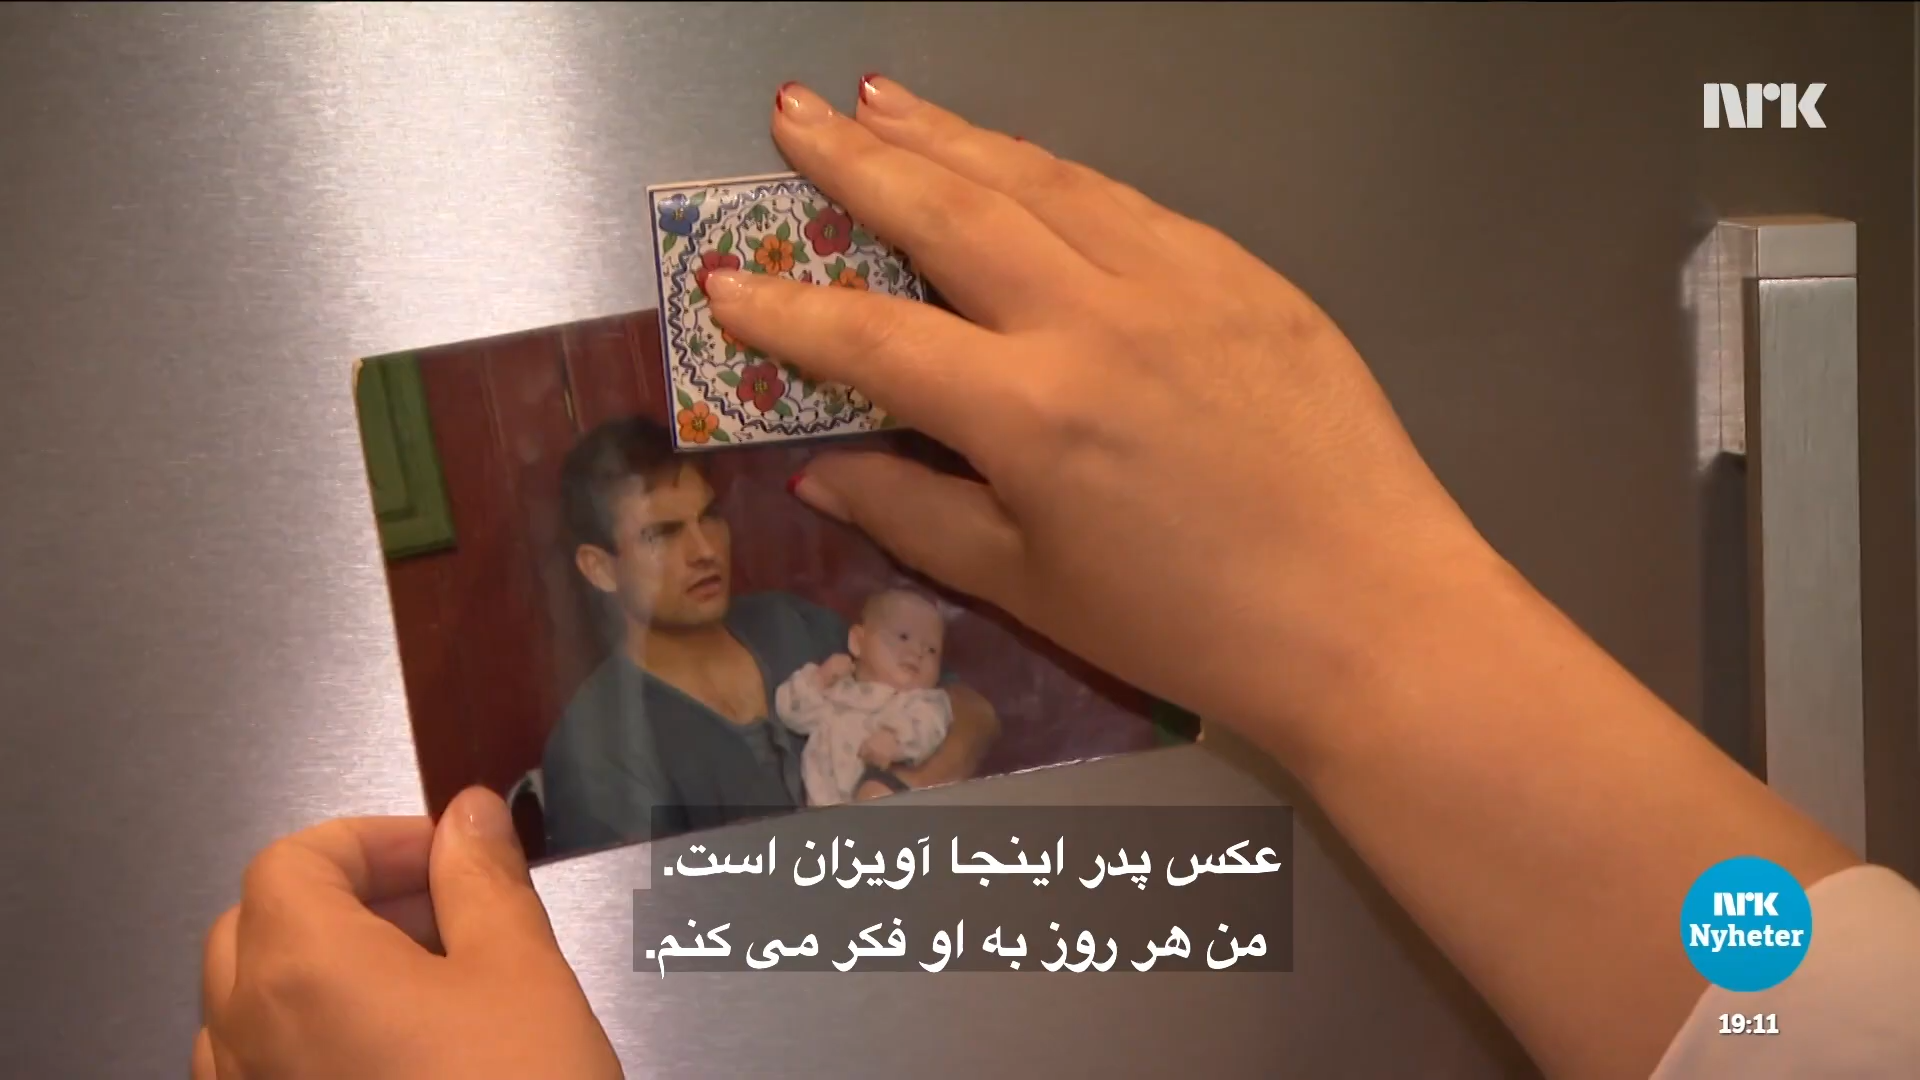 nrk
عکس پدر اینجا آویزان است.
من هر روز به او فکر می کنم.
nrk
Nyheter
19:11